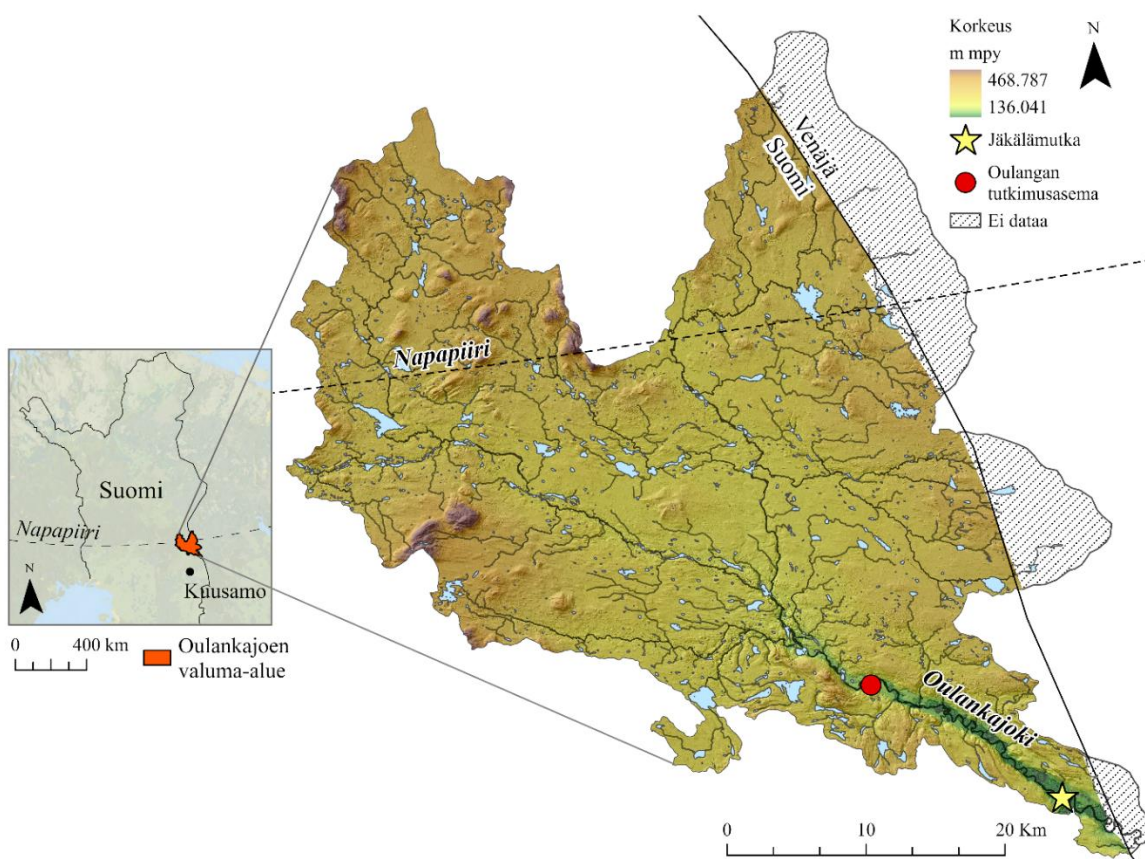 Korkeus
m mpy
468.787
136.041
Jäkälämutka
Oulangan
tutkimusasema
Ei dataa
N
Venäjä
Suomi
Napapiiri
Suomi
Napapiiri
N
Kuusamo
0 400 km
Oulankajoen
valuma-alue
Oulankajoki
0 10 20 Km